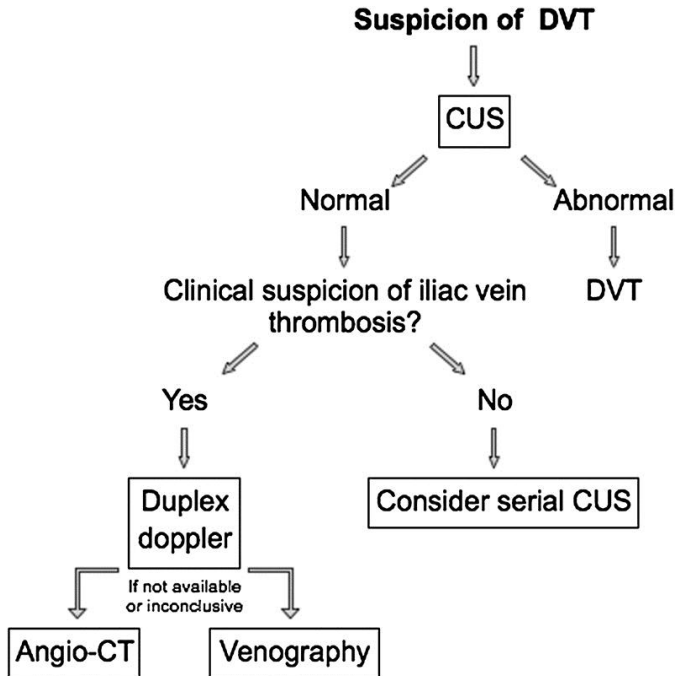 Suspicion of DVT
CUS
Normal
Abnormal
Clinical suspicion of iliac vein
thrombosis?
DVT
Yes
No
Duplex
doppler
Consider serial CUS
If not available
or inconclusive
Angio-CT
Venography